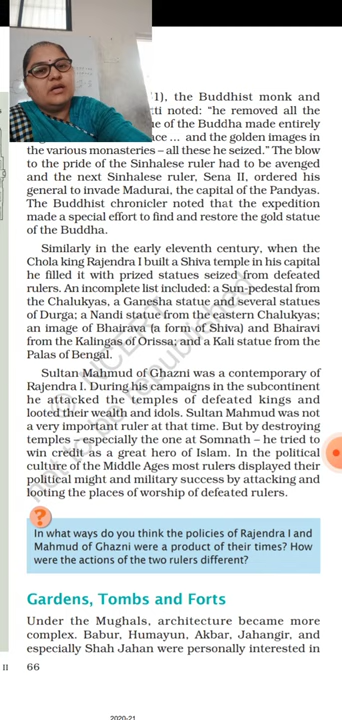 1), the Buddhist monk and
noted: “he removed all the
ue of the Buddha made entirely
ace ... and the golden images in
the various monasteries – all these he seized.” The blow
to the pride of the Sinhalese ruler had to be avenged
and the next Sinhalese ruler, Sena II, ordered his
general to invade Madurai, the capital of the Pandyas.
The Buddhist chronicler noted that the expedition
made a special effort to find and restore the gold statue
of the Buddha.
Similarly in the early eleventh century, when the
Chola king Rajendra I built a Shiva temple in his capital
he filled it with prized statues seized from defeated
rulers. An incomplete list included: a Sun-pedestal from
the Chalukyas, a Ganesha statue and several statues
of Durga; a Nandi statue from the eastern Chalukyas;
an image of Bhairava (a form of Shiva) and Bhairavi
from the Kalingas of Orissa; and a Kali statue from the
Palas of Bengal.
Sultan Mahmud of Ghazni was a contemporary of
Rajendra I. During his campaigns in the subcontinent
he attacked the temples of defeated kings and
looted their wealth and idols. Sultan Mahmud was not
a very important ruler at that time. But by destroying
temples – especially the one at Somnath – he tried to
win credit as a great hero of Islam. In the political
culture of the Middle Ages most rulers displayed their
political might and military success by attacking and
looting the places of worship of defeated rulers.
?
In what ways do you think the policies of Rajendra I and
Mahmud of Ghazni were a product of their times? How
were the actions of the two rulers different?
Gardens, Tombs and Forts
Under the Mughals, architecture became more
complex. Babur, Humayun, Akbar, Jahangir, and
especially Shah Jahan were personally interested in
II 66
2020-21